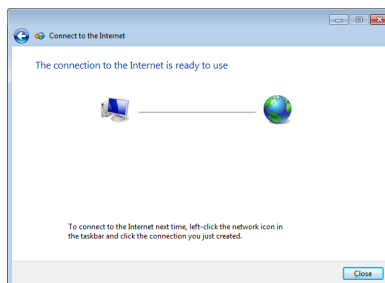 Connect to the Internet
The connection to the Internet is ready to use
To connect to the Internet next time, left-click the network icon in
the taskbar and click the connection you just created.
Close